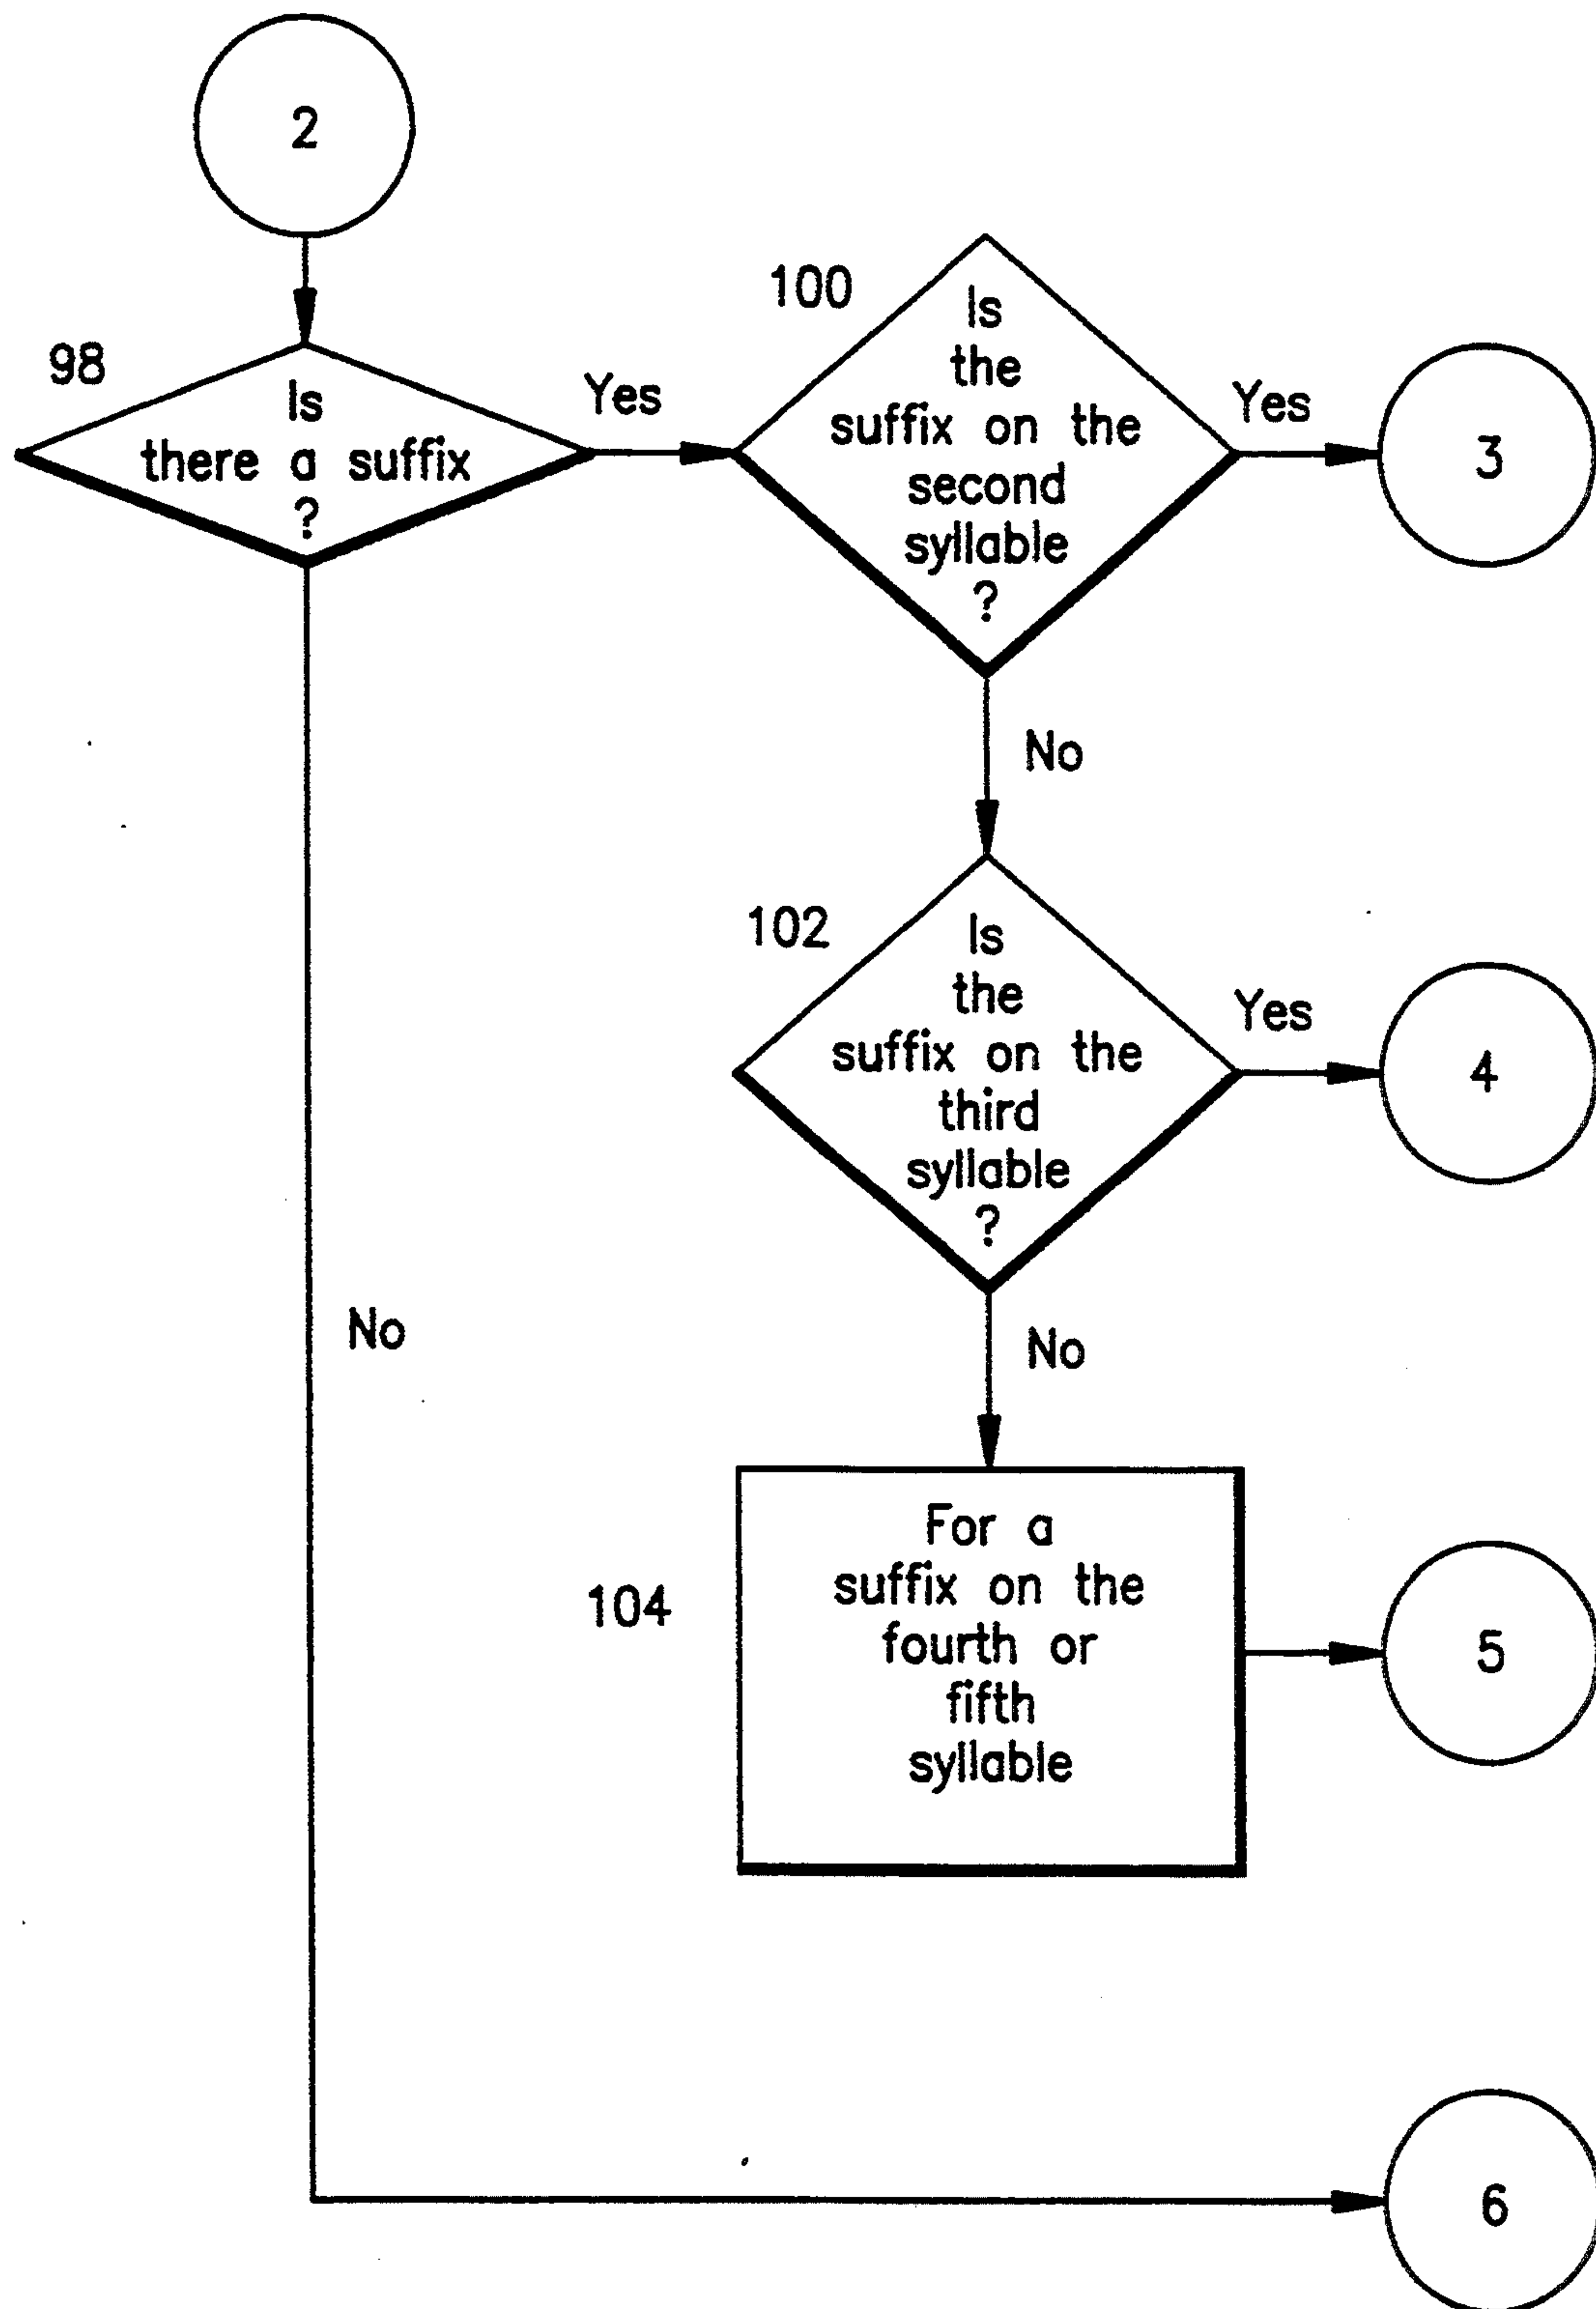 2
98
Is
there a suffix
?
Yes
100
Is
the
suffix on the
second
syllable
?
Yes
3
No
102
Is
the
suffix on the
third
syllable
?
Yes
4
No
No
104
For a
suffix on the
fourth or
fifth
syllable
5
6